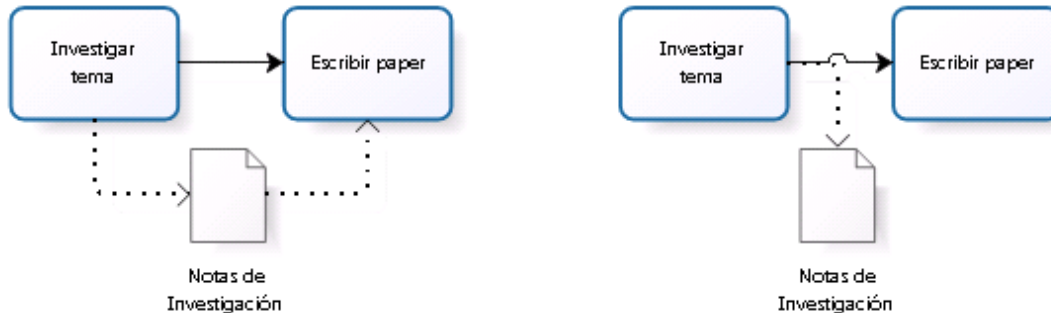 Investigar
tema
Escribir paper
Notas de
Investigación
Investigar
tema
Escribir paper
Notas de
Investigación